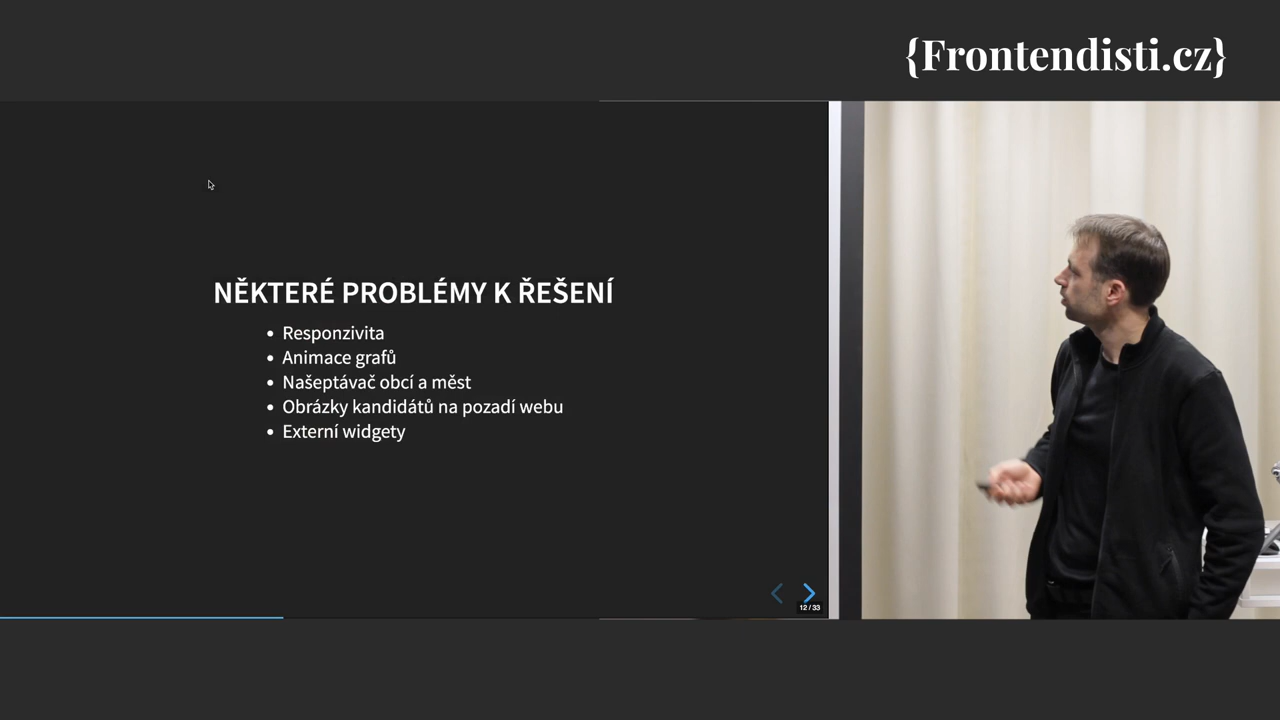 {Frontendisti.cz}
NĚKTERÉ PROBLÉMY K ŘEŠENÍ
• Responzivita
• Animace grafů
• Našeptávač obcí a měst
• Obrázky kandidátů na pozadí webu
• Externí widgety
12 / 33